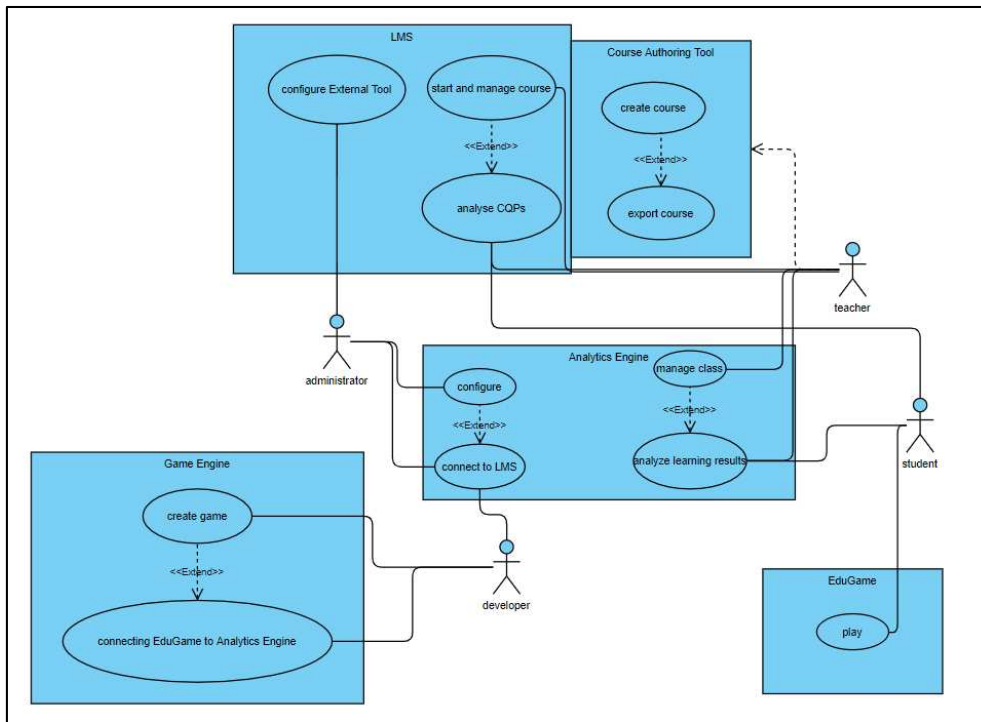 LMS
configure External Tool
start and manage course
<<Extend>>
analyse CQPs
Course Authoring Tool
create course
<<Extend>>
export course
teacher
administrator
Analytics Engine
configure
<<Extend>>
connect to LMS
manage class
<<Extend>>
analyze learning results
student
Game Engine
create game
<<Extend>>
connecting EduGame to Analytics Engine
developer
EduGame
play